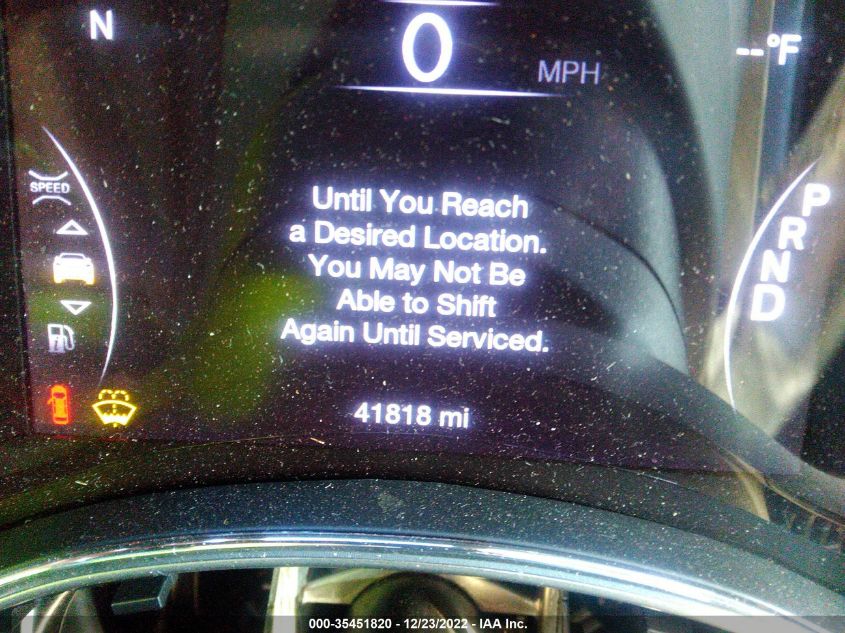 N
0
MPH
--°F
SPEED
P
R
N
D
Until You Reach
a Desired Location.
You May Not Be
Able to Shift
Again Until Serviced.
41818 mi
000-35451820 - 12/23/2022 - IAA Inc.